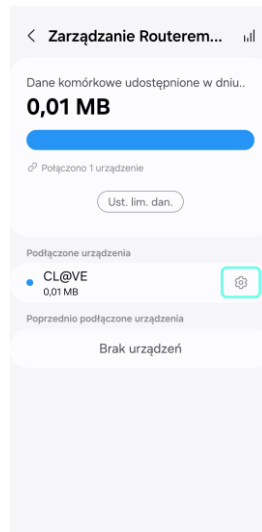 Zarządzanie Routerem...
Dane komórkowe udostępnione w dniu..
0,01 MB
Połączono 1 urządzenie
Ust. lim. dan.
Podłączone urządzenia
CL@VE
0,01 MB
Poprzednio podłączone urządzenia
Brak urządzeń